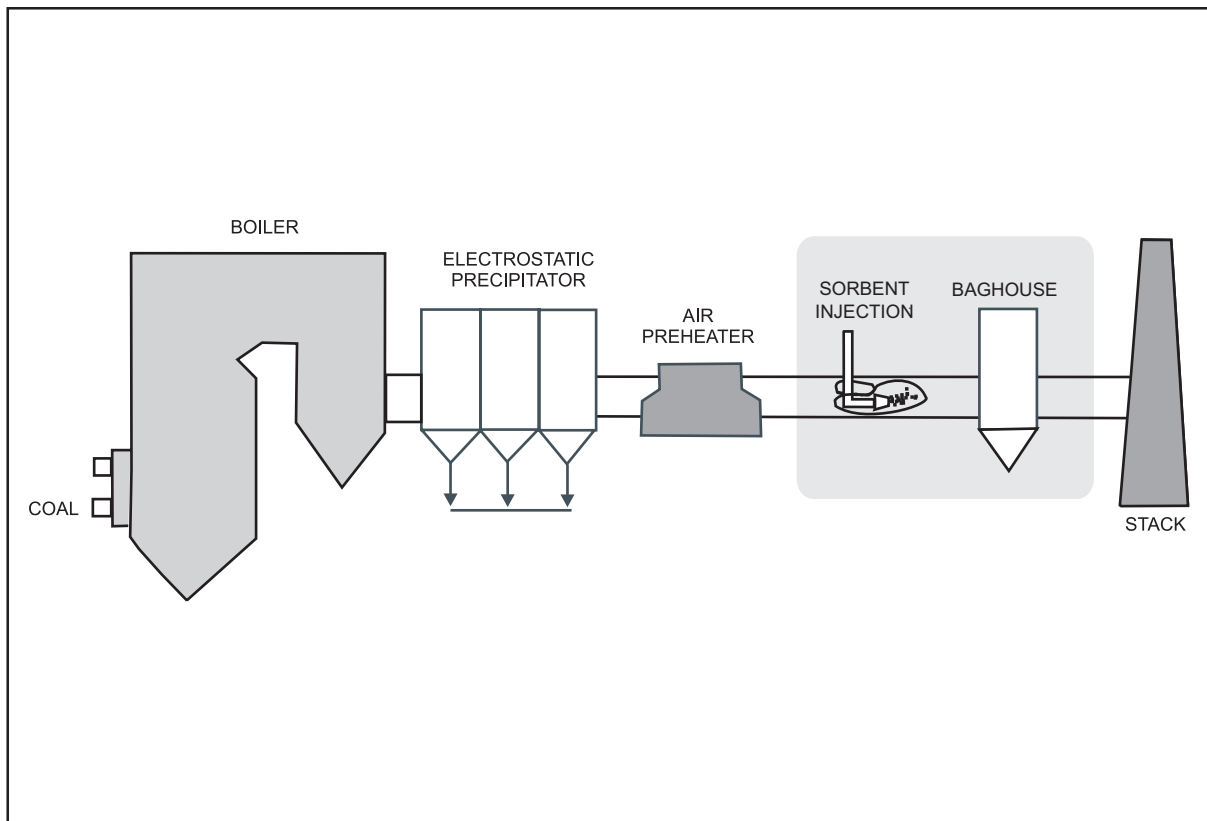 BOILER
ELECTROSTATIC
PRECIPITATOR
AIR
PREHEATER
SORBENT
INJECTION
BAGHOUSE
COAL
STACK